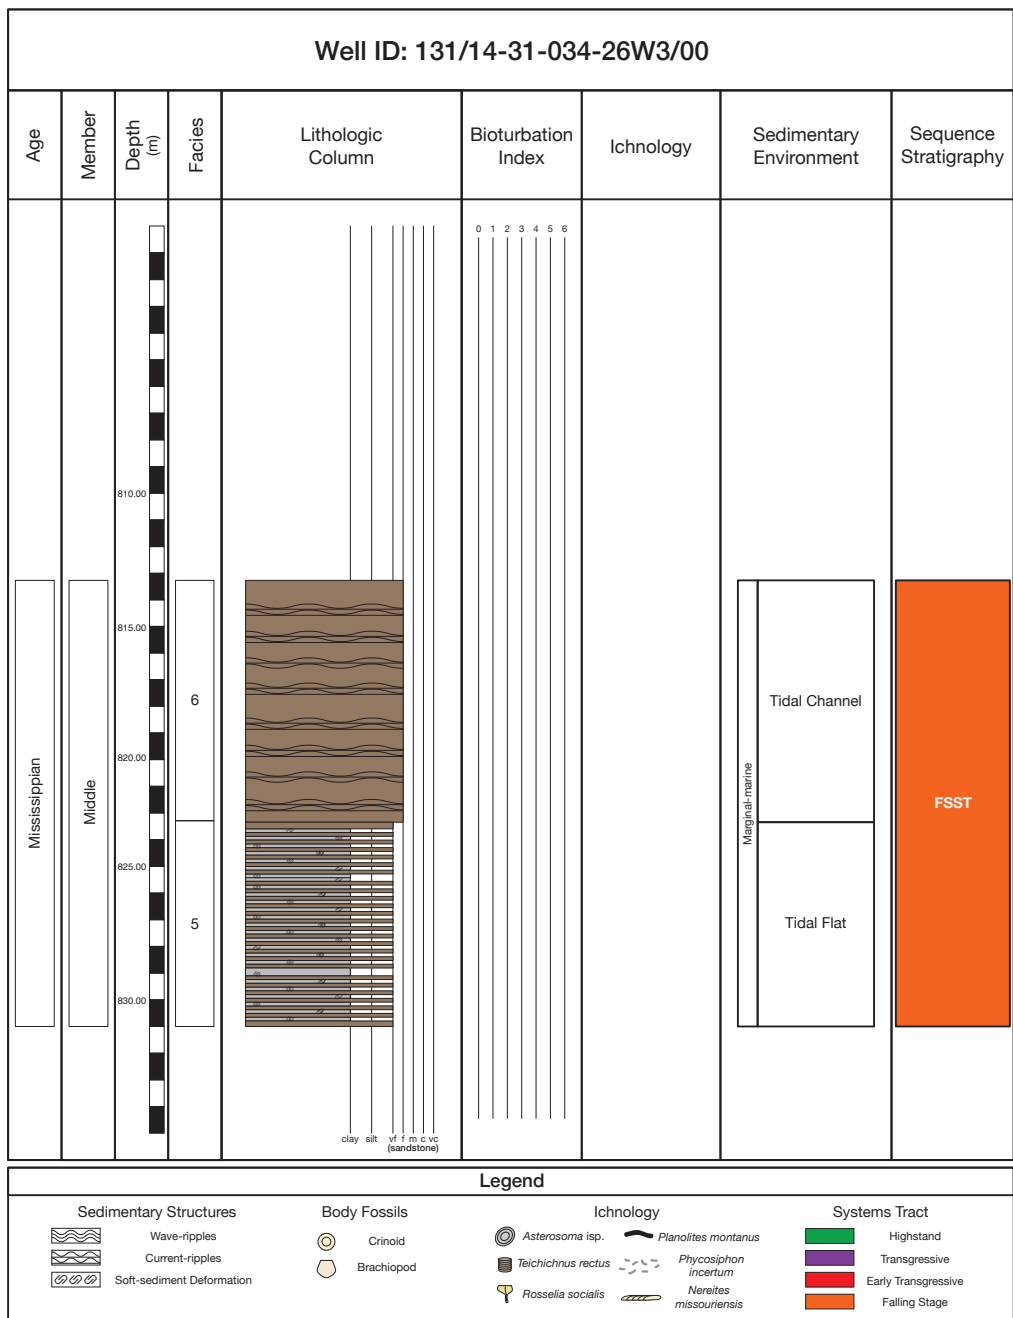 Well ID: 131/14-31-034-26W3/00
Age
Member
Depth
(m)
Facies
Lithologic
Column
Bioturbation
Index
Ichnology
Sedimentary
Environment
Sequence
Stratigraphy
0 1 2 3 4 5 6
810.00
815.00
820.00
825.00
830.00
Mississippian
Middle
6
5
Marginal-marine
Tidal Channel
Tidal Flat
FSST
clay silt vf f m c vc
(sandstone)
Legend
Sedimentary Structures
Wave-ripples
Current-ripples
Soft-sediment Deformation
Body Fossils
Crinoid
Brachiopod
Ichnology
Asterosoma isp.
Teichichnus rectus
Rosselia socialis
Planolites montanus
Phycosiphon
incertum
Nereites
missouriensis
Systems Tract
Highstand
Transgressive
Early Transgressive
Falling Stage